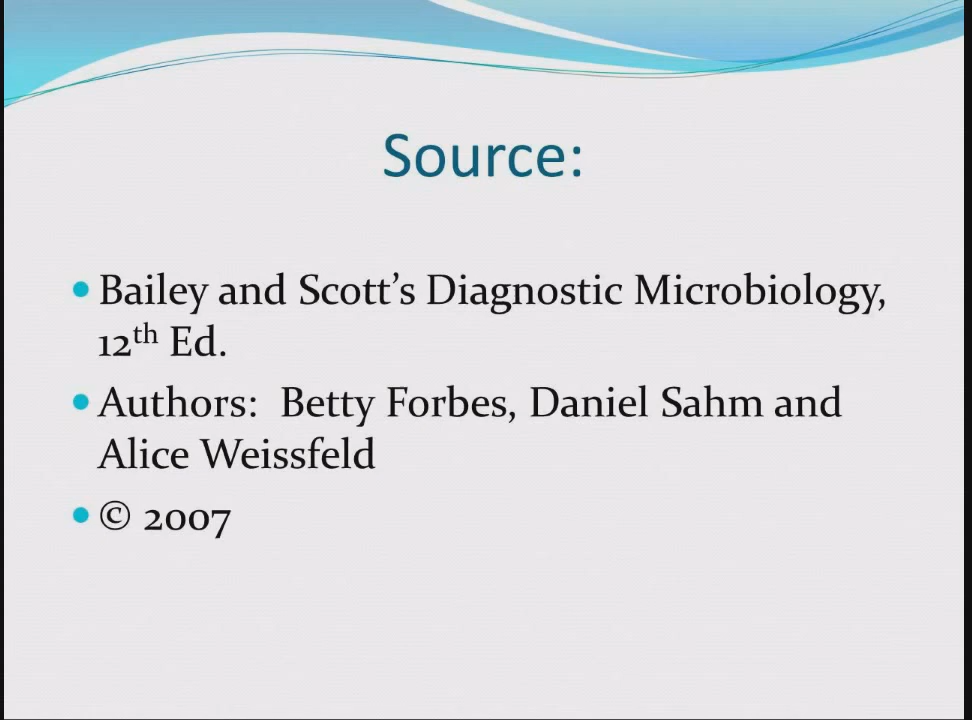 Source:
• Bailey and Scott’s Diagnostic Microbiology,
12th Ed.
• Authors:  Betty Forbes, Daniel Sahm and
Alice Weissfeld
• © 2007